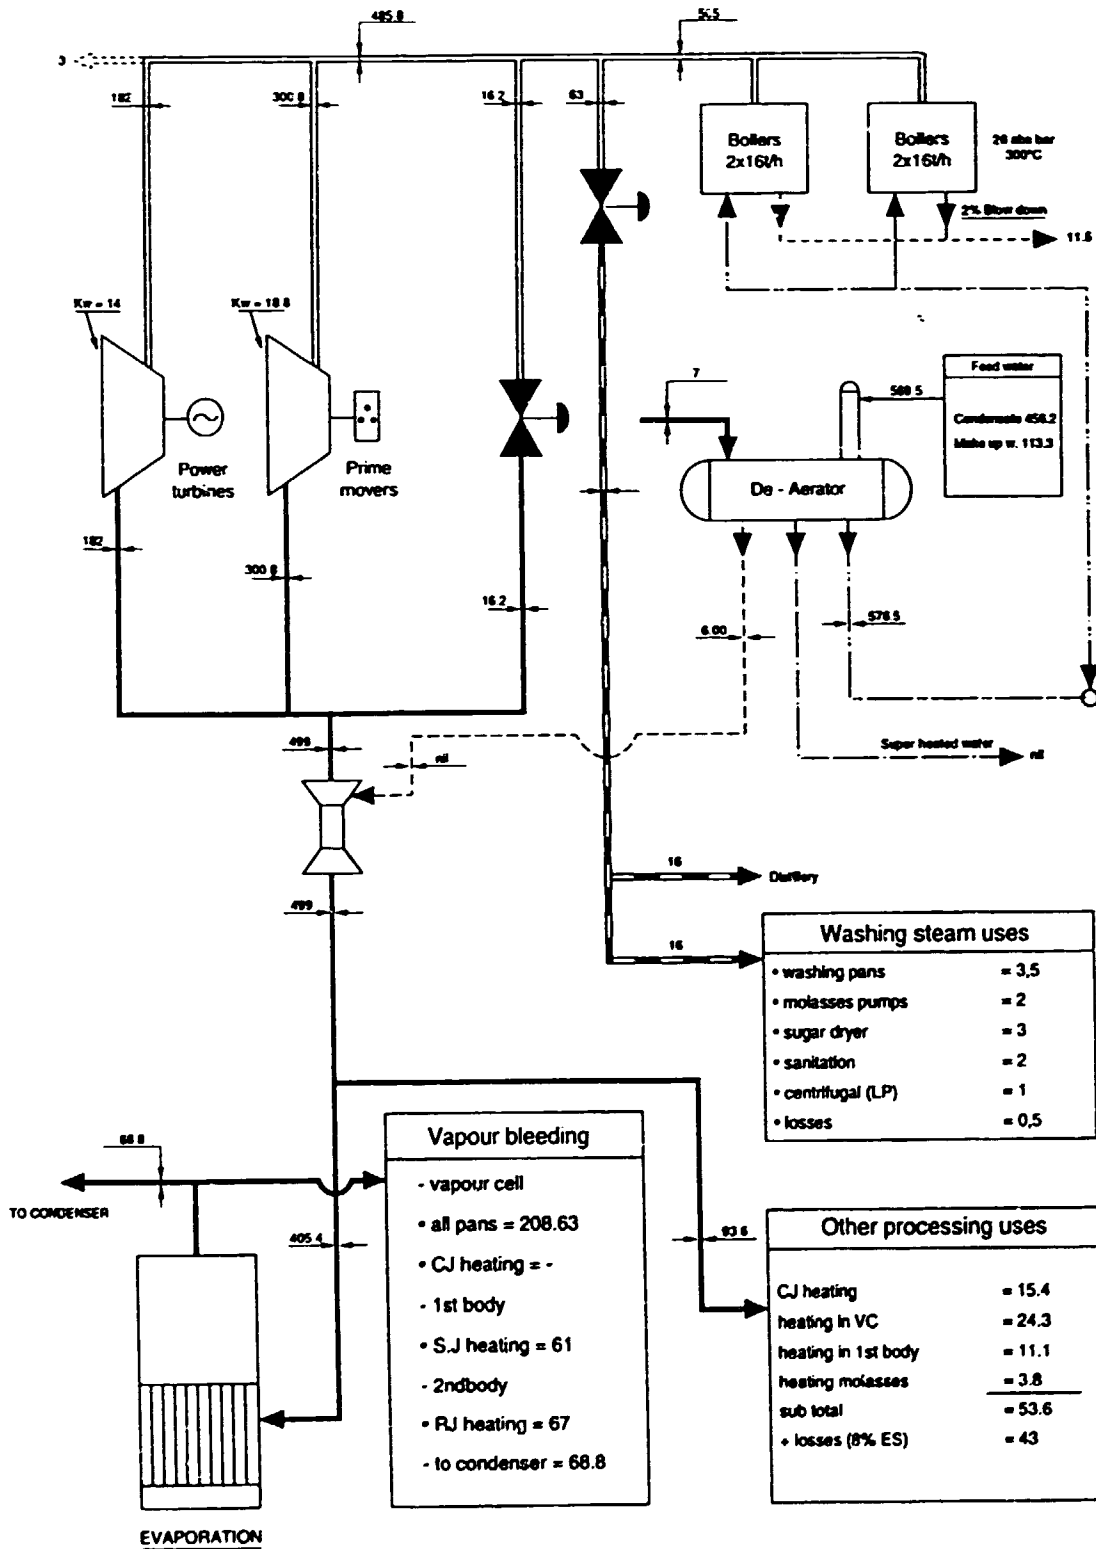 485.8
3
182
300.8
16.2
63
Boilers
2x16t/h
Boilers
2x16t/h
26 abs bar
300°C
2% Blow down
11.6
Kw = 14
Kw = 18.8
7
Feed water
Condensate 456.2
Make up w. 113.3
De - Aerator
Power
turbines
Prime
movers
182
300.8
16.2
6.00
576.5
499
nil
Super heated water
nil
499
16
Distillery
16
Washing steam uses
• washing pans = 3,5
• molasses pumps = 2
• sugar dryer = 3
• sanitation = 2
• centrifugal (LP) = 1
• losses = 0,5
68.8
TO CONDENSER
405.4
93.6
Vapour bleeding
- vapour cell
• all pans = 208.63
• CJ heating = -
- 1st body
• S.J heating = 61
- 2ndbody
• RJ heating = 67
- to condenser = 68.8
Other processing uses
CJ heating = 15.4
heating in VC = 24.3
heating in 1st body = 11.1
heating molasses = 3.8
sub total = 53.6
+ losses (8% ES) = 43
EVAPORATION